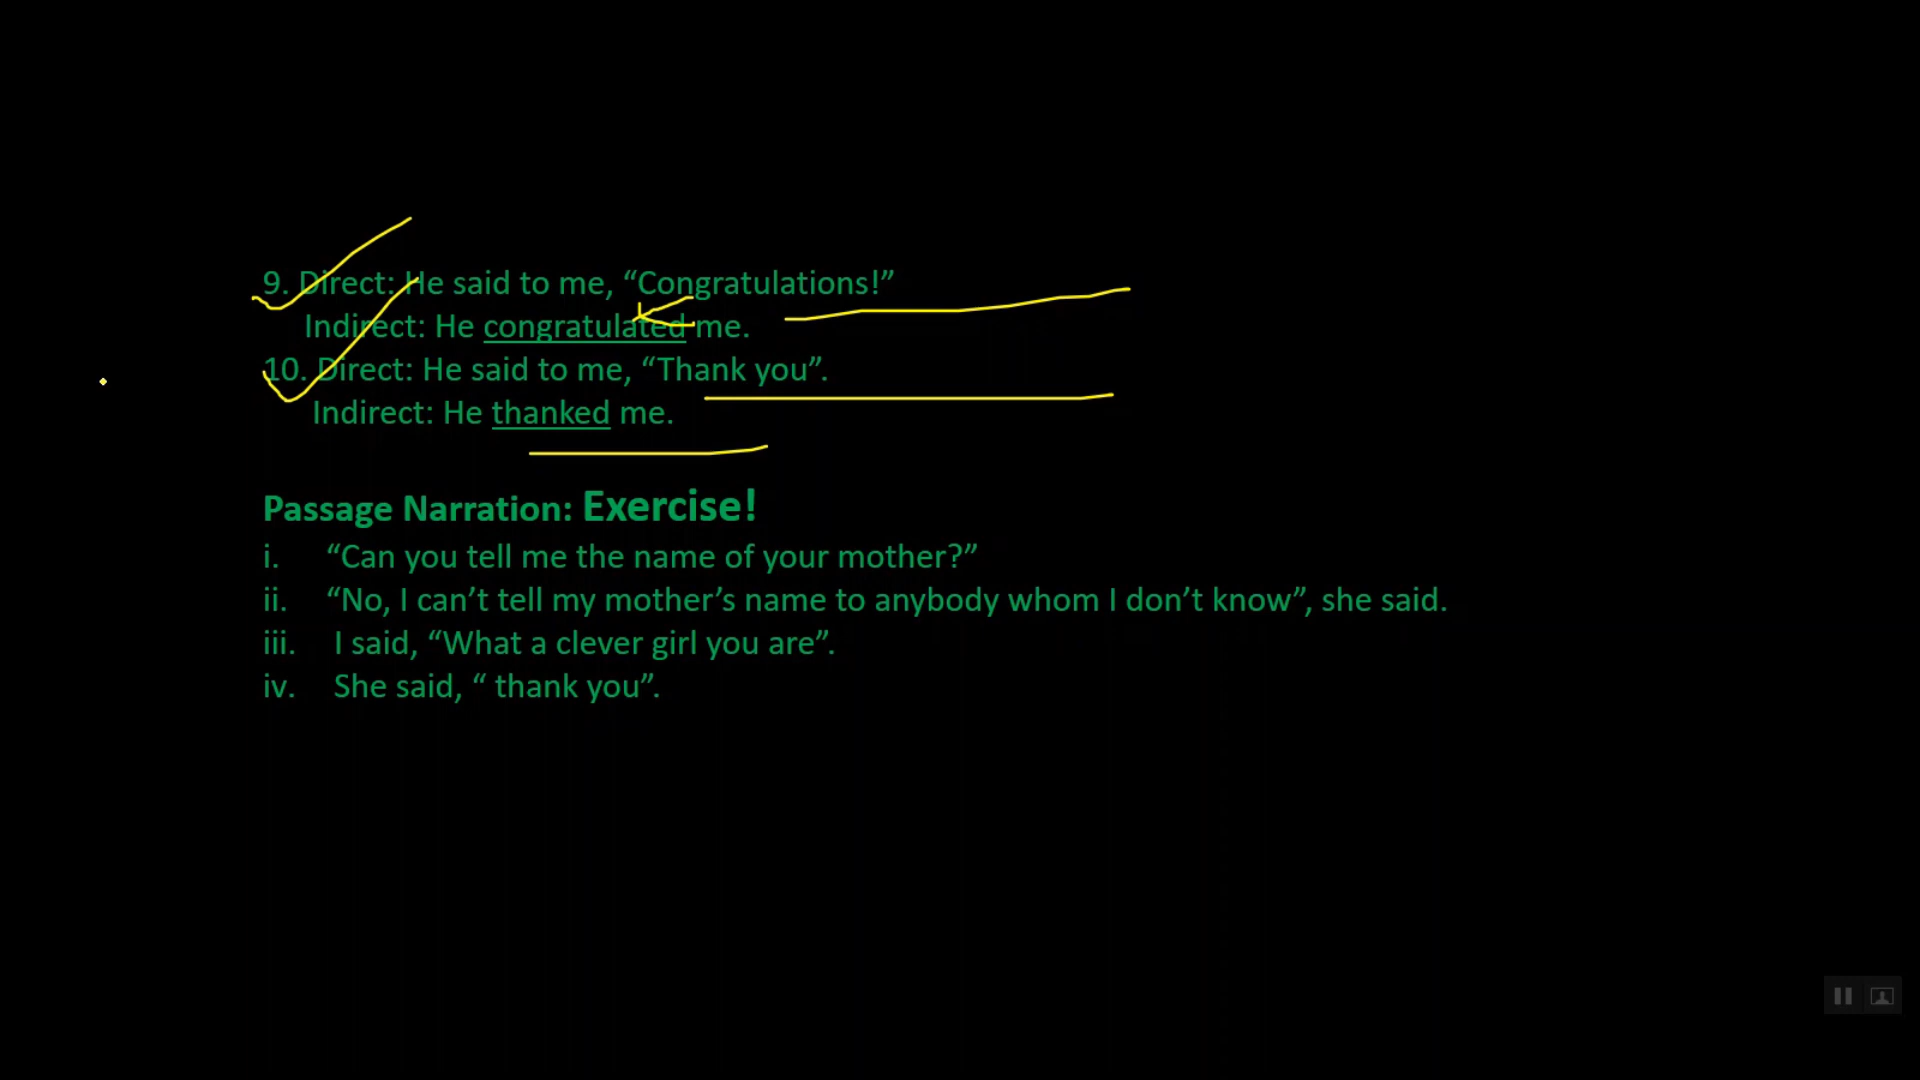 9. Direct: He said to me, “Congratulations!”
Indirect: He congratulated me.
10. Direct: He said to me, “Thank you”.
Indirect: He thanked me.
Passage Narration: Exercise!
i. “Can you tell me the name of your mother?”
ii. “No, I can’t tell my mother’s name to anybody whom I don’t know”, she said.
iii. I said, “What a clever girl you are”.
iv. She said, “ thank you”.